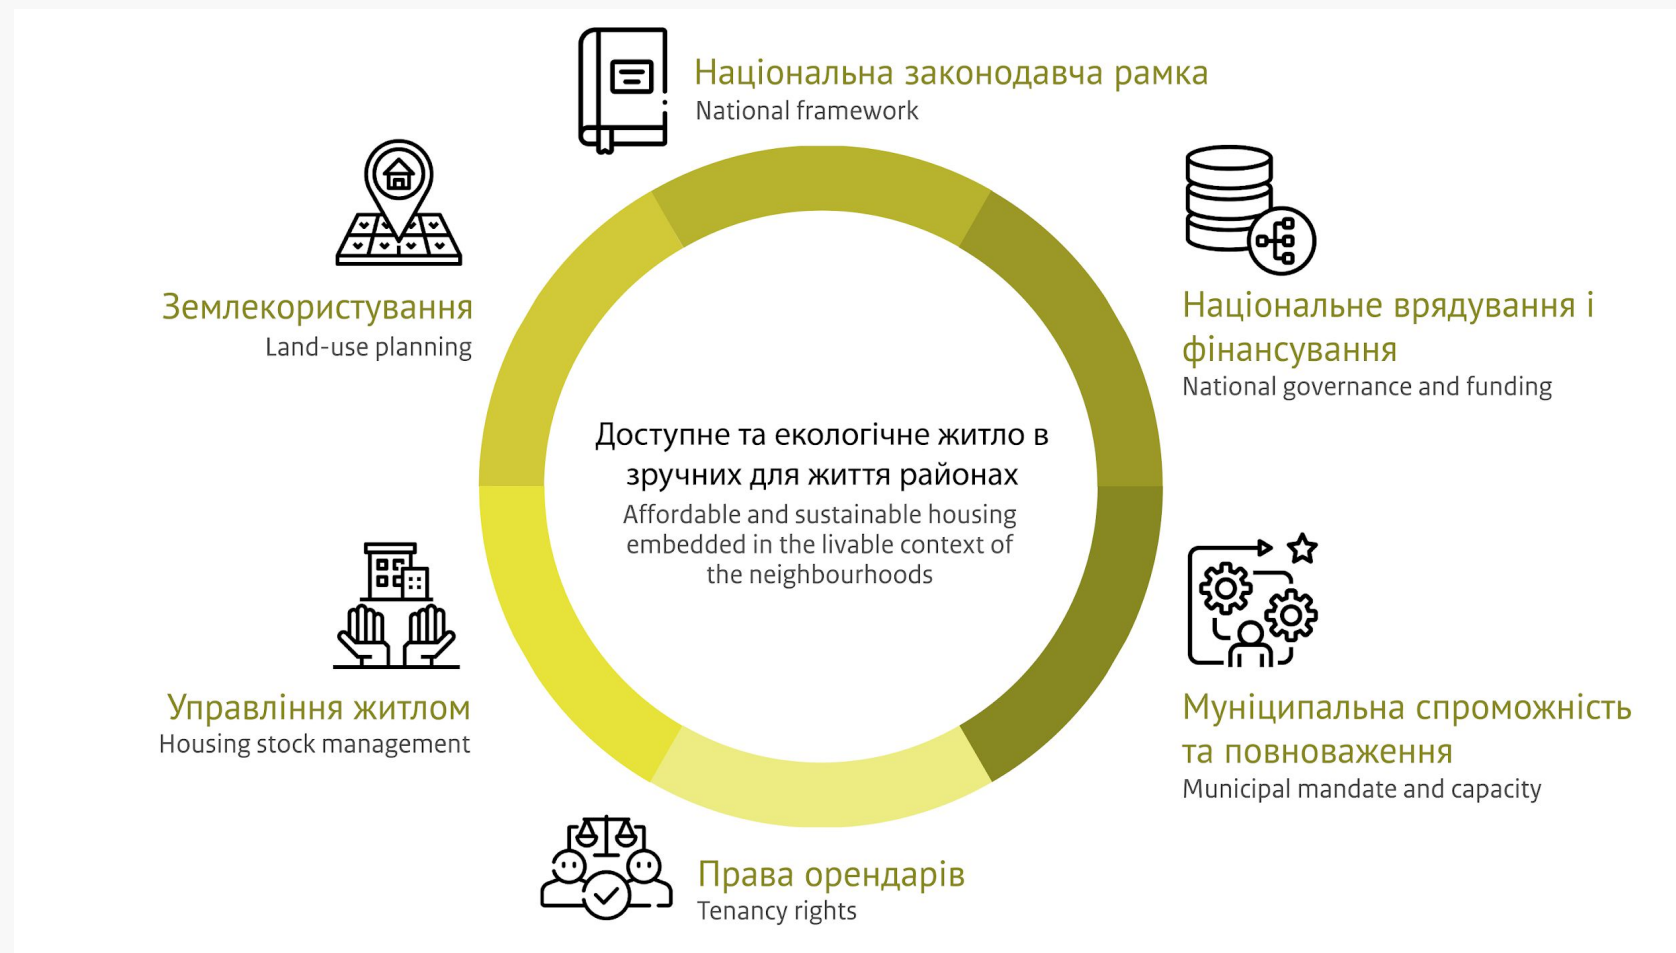 Національна законодавча рамка
National framework
Національне врядування і
фінансування
National governance and funding
Муніципальна спроможність
та повноваження
Municipal mandate and capacity
Права орендарів
Tenancy rights
Управління житлом
Housing stock management
Землекористування
Land-use planning
Доступне та екологічне житло в
зручних для життя районах
Affordable and sustainable housing
embedded in the livable context of
the neighbourhoods